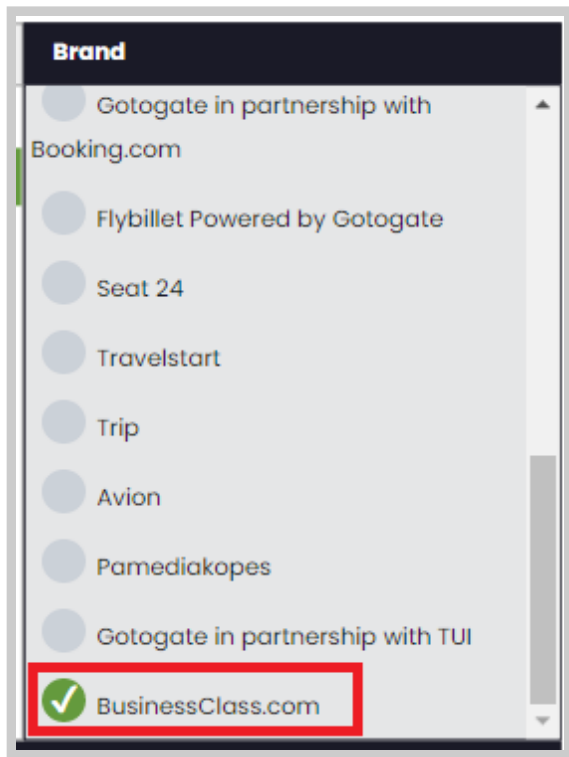 Brand
Gotogate in partnership with
Booking.com
Flybillet Powered by Gotogate
Seat 24
Travelstart
Trip
Avion
Pamediakopes
Gotogate in partnership with TUI
BusinessClass.com